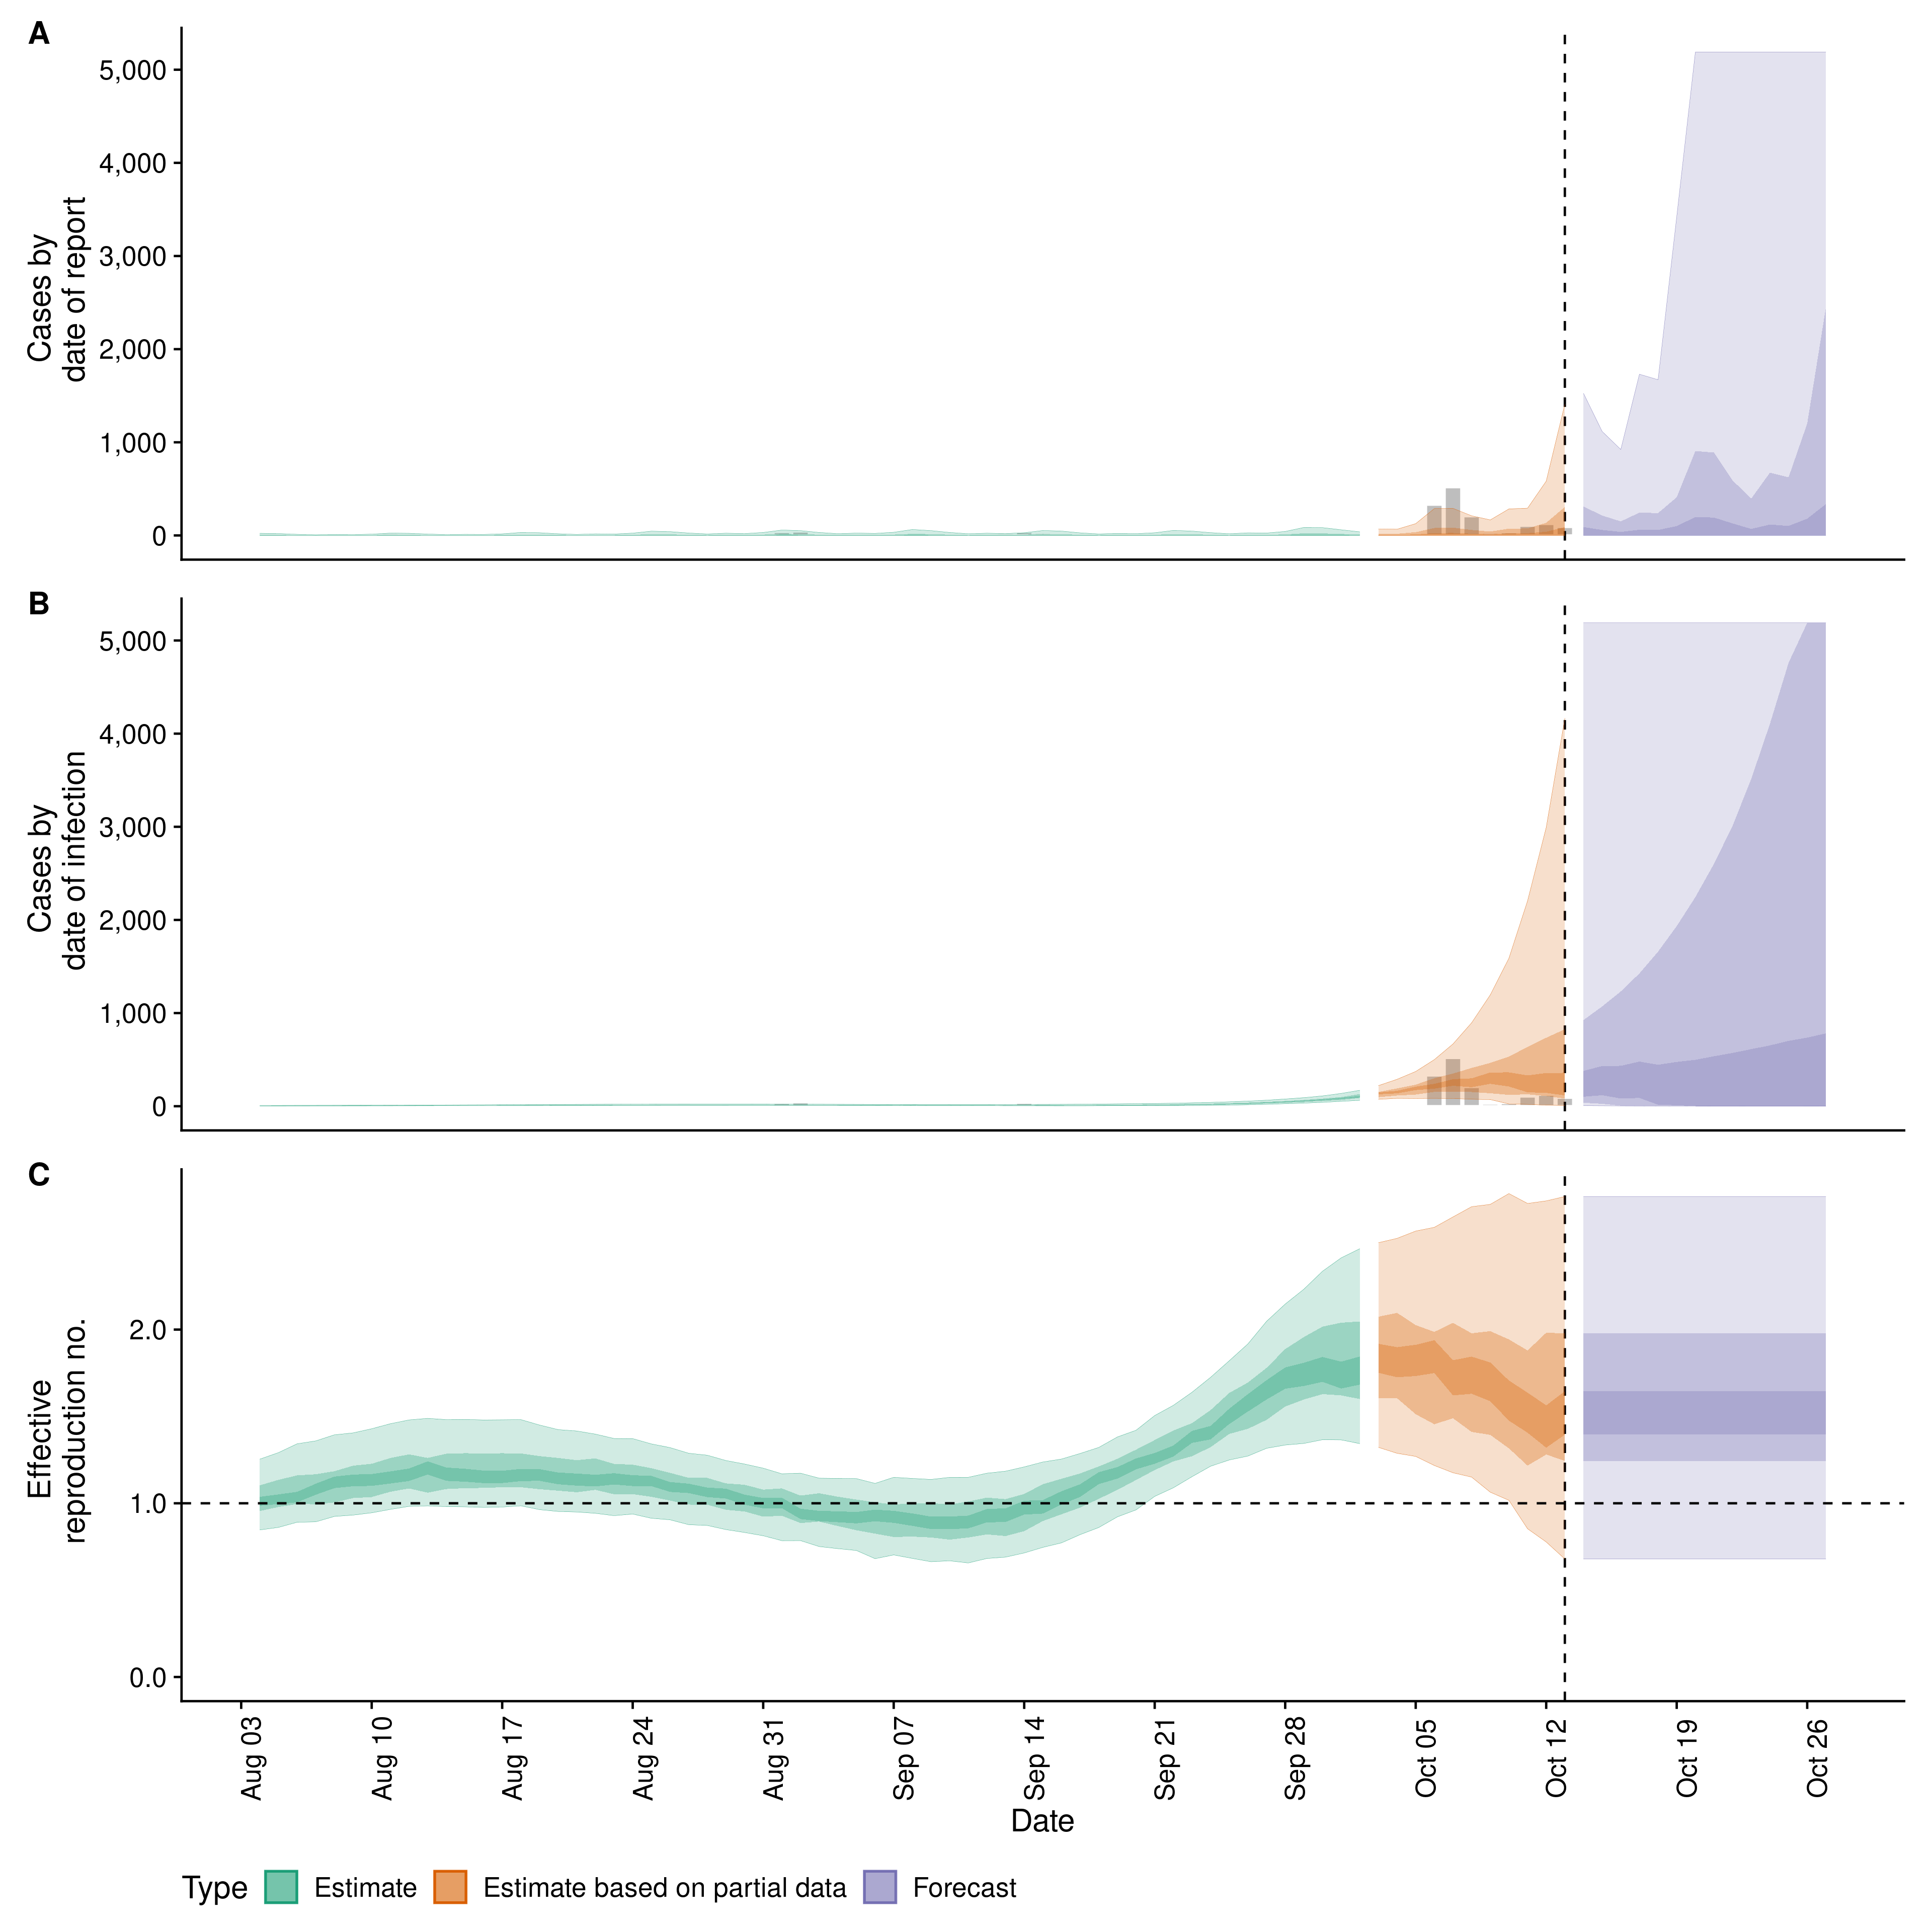 A
5,000
4,000
3,000
2,000
1,000
0
Cases by
date of report
B
5,000
4,000
3,000
2,000
1,000
0
Cases by
date of infection
C
2.0
1.0
0.0
Effective
reproduction no.
Aug 03
Aug 10
Aug 17
Aug 24
Aug 31
Sep 07
Sep 14
Sep 21
Sep 28
Oct 05
Oct 12
Oct 19
Oct 26
Date
Type Estimate Estimate based on partial data Forecast